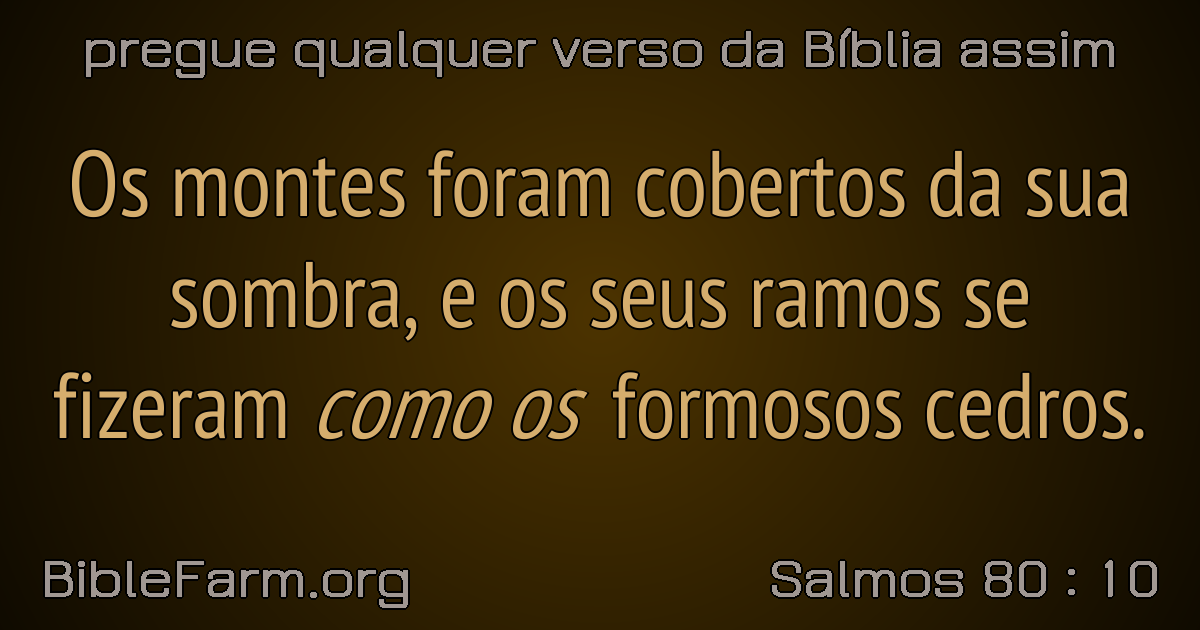 pregue qualquer verso da Bíblia assim
Os montes foram cobertos da sua
sombra, e os seus ramos se
fizeram como os formosos cedros.
BibleFarm.org
Salmos 80 : 10